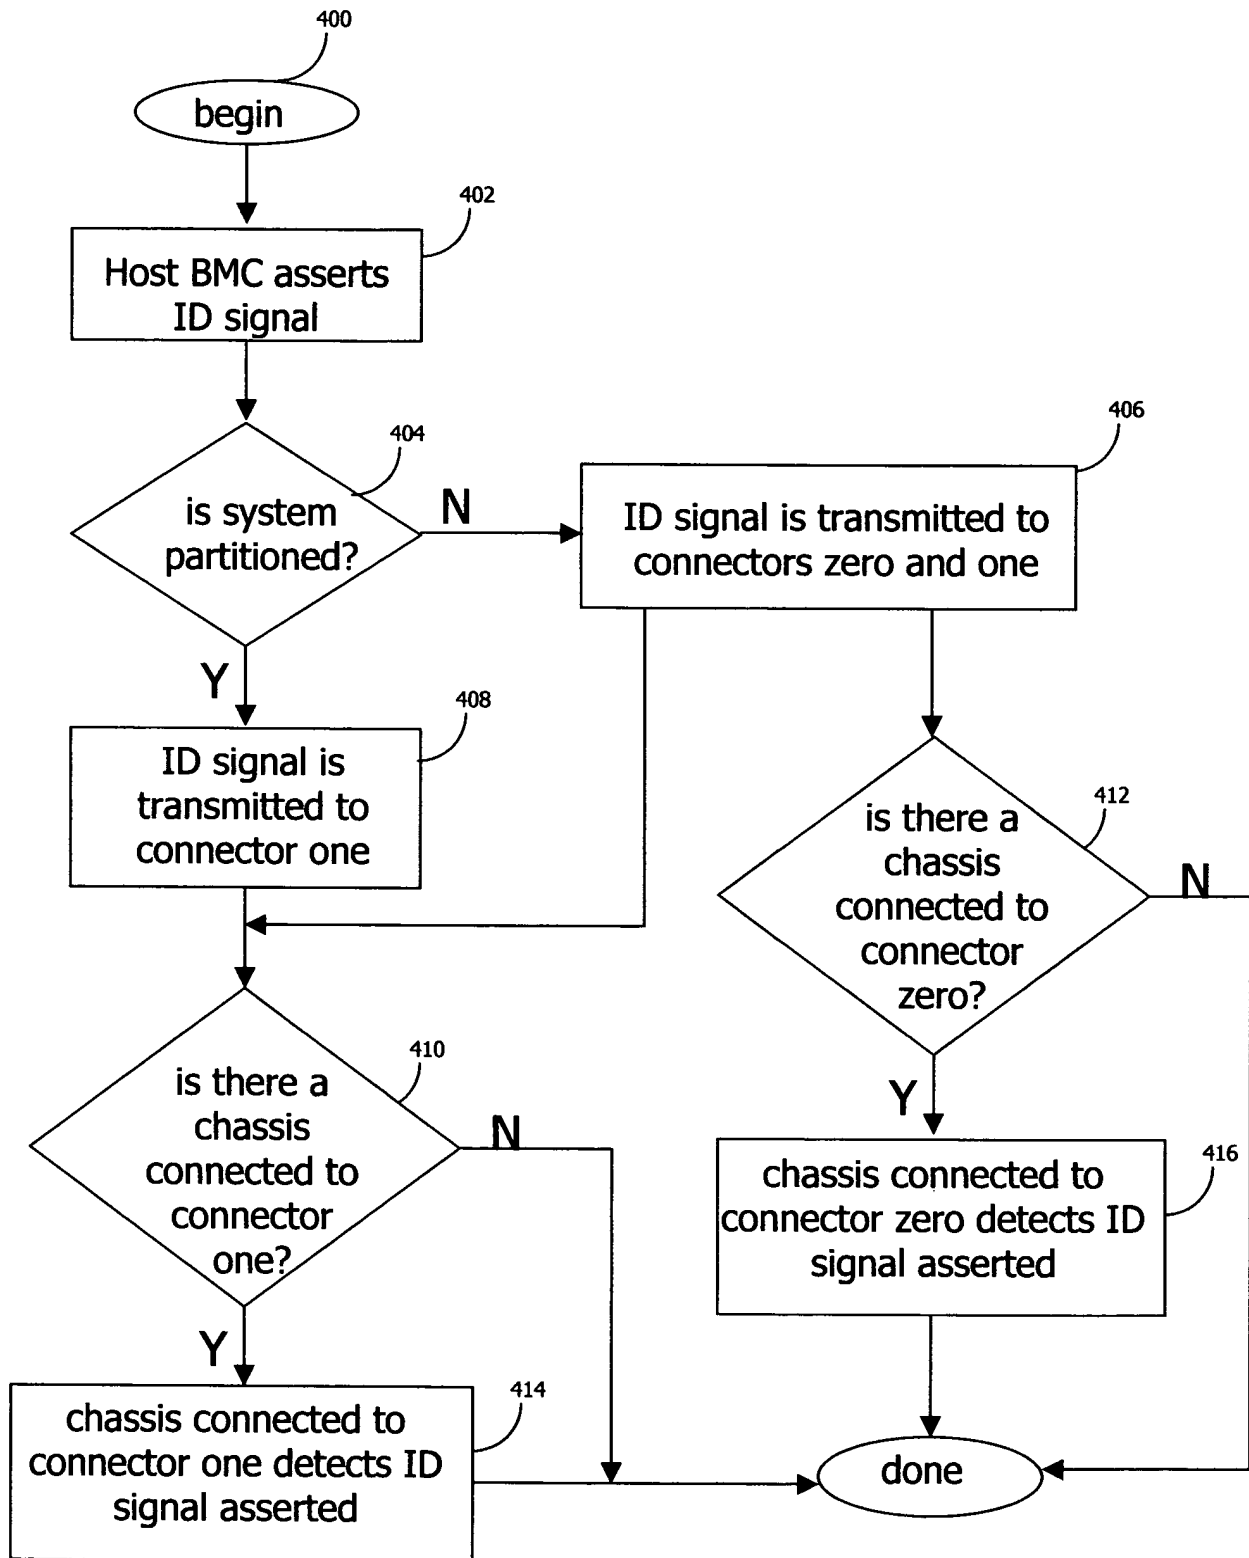 400
begin
402
Host BMC asserts
ID signal
404
is system
partitioned?
N
Y
406
ID signal is transmitted to
connectors zero and one
408
ID signal is
transmitted to
connector one
412
is there a
chassis
connected to
connector
zero?
N
Y
410
is there a
chassis
connected to
connector
one?
N
Y
416
chassis connected to
connector zero detects ID
signal asserted
414
chassis connected to
connector one detects ID
signal asserted
done